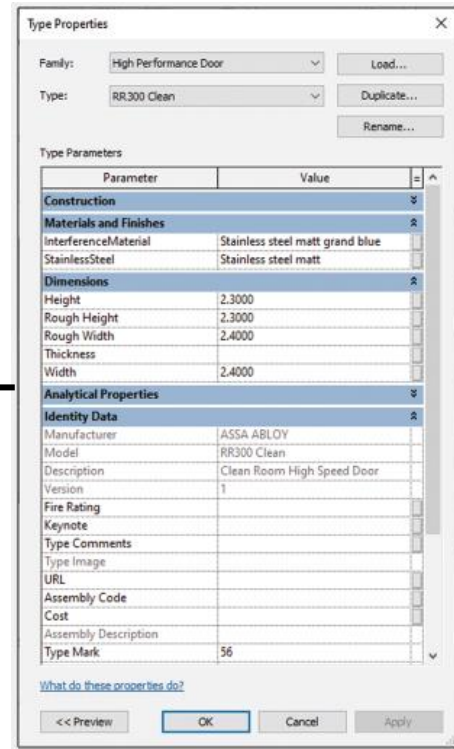 Type Properties
Family: High Performance Door Load...
Type: RR300 Clean Duplicate...
Rename...
Type Parameters
Parameter Value =
Construction
Materials and Finishes
InterferenceMaterial Stainless steel matt grand blue
StainlessSteel Stainless steel matt
Dimensions
Height 2.3000
Rough Height 2.3000
Rough Width 2.4000
Thickness
Width 2.4000
Analytical Properties
Identity Data
Manufacturer ASSA ABLOY
Model RR300 Clean
Description Clean Room High Speed Door
Version 1
Fire Rating
Keynote
Type Comments
Type Image
URL
Assembly Code
Cost
Assembly Description
Type Mark 56
What do these properties do?
<< Preview OK Cancel Apply